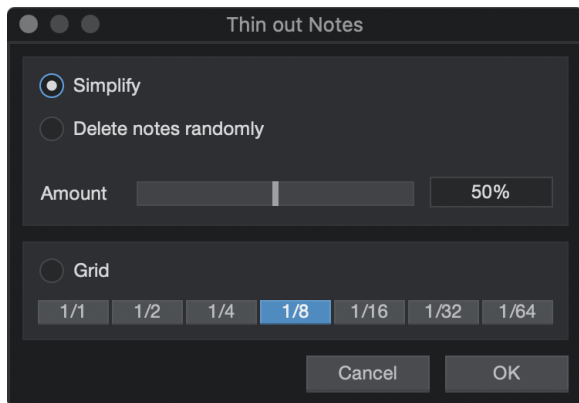 Thin out Notes
Simplify
Delete notes randomly
Amount 50%
Grid
1/1 1/2 1/4 1/8 1/16 1/32 1/64
Cancel OK